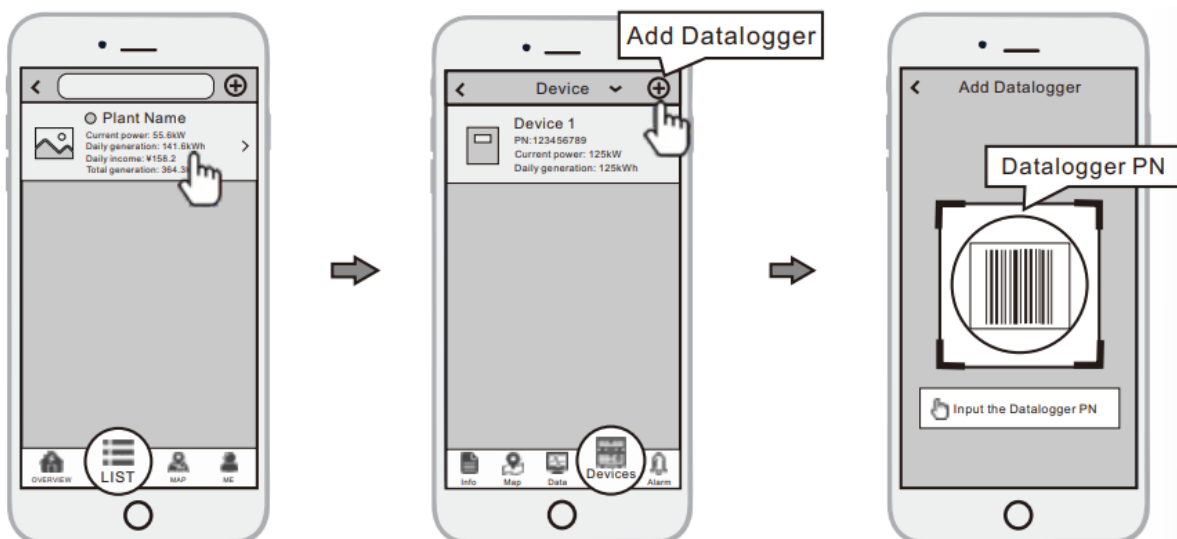 Plant Name
Current power: 55.6kW
Daily generation: 141.6kWh
Daily income: ¥158.2
Total generation: 364.3
OVERVIEW
LIST
MAP
ME
Add Datalogger
Device
Device 1
PN:123456789
Current power: 125kW
Daily generation: 125kWh
Info
Map
Data
Devices
Alarm
Add Datalogger
Datalogger PN
Input the Datalogger PN